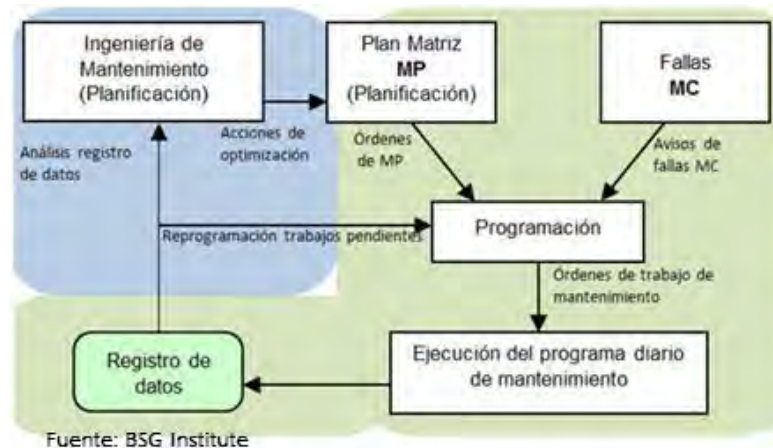 Ingeniería de
Mantenimiento
(Planificación)
Plan Matriz
MP
(Planificación)
Fallas
MC
Análisis registro
de datos
Acciones de
optimización
Órdenes
de MP
Avisos de
fallas MC
Reprogramación trabajos pendientes
Programación
Órdenes de trabajo de
mantenimiento
Registro de
datos
Ejecución del programa diario
de mantenimiento
Fuente: BSG Institute